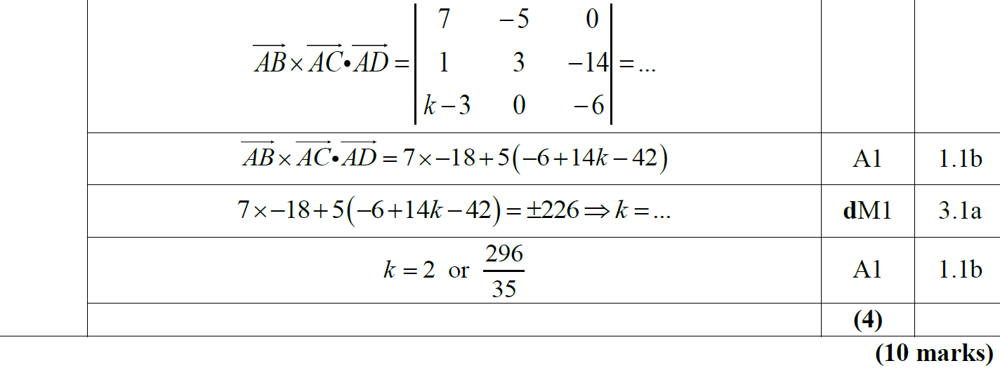 7 −5 0
AB × AC • AD = | 1 3 −14 | = ...
k − 3 0 −6
AB × AC • AD = 7 × −18 + 5(−6 + 14k − 42) A1 1.1b
7 × −18 + 5(−6 + 14k − 42) = ±226 ⇒ k = ... dM1 3.1a
k = 2 or 296/35 A1 1.1b
(4)
(10 marks)